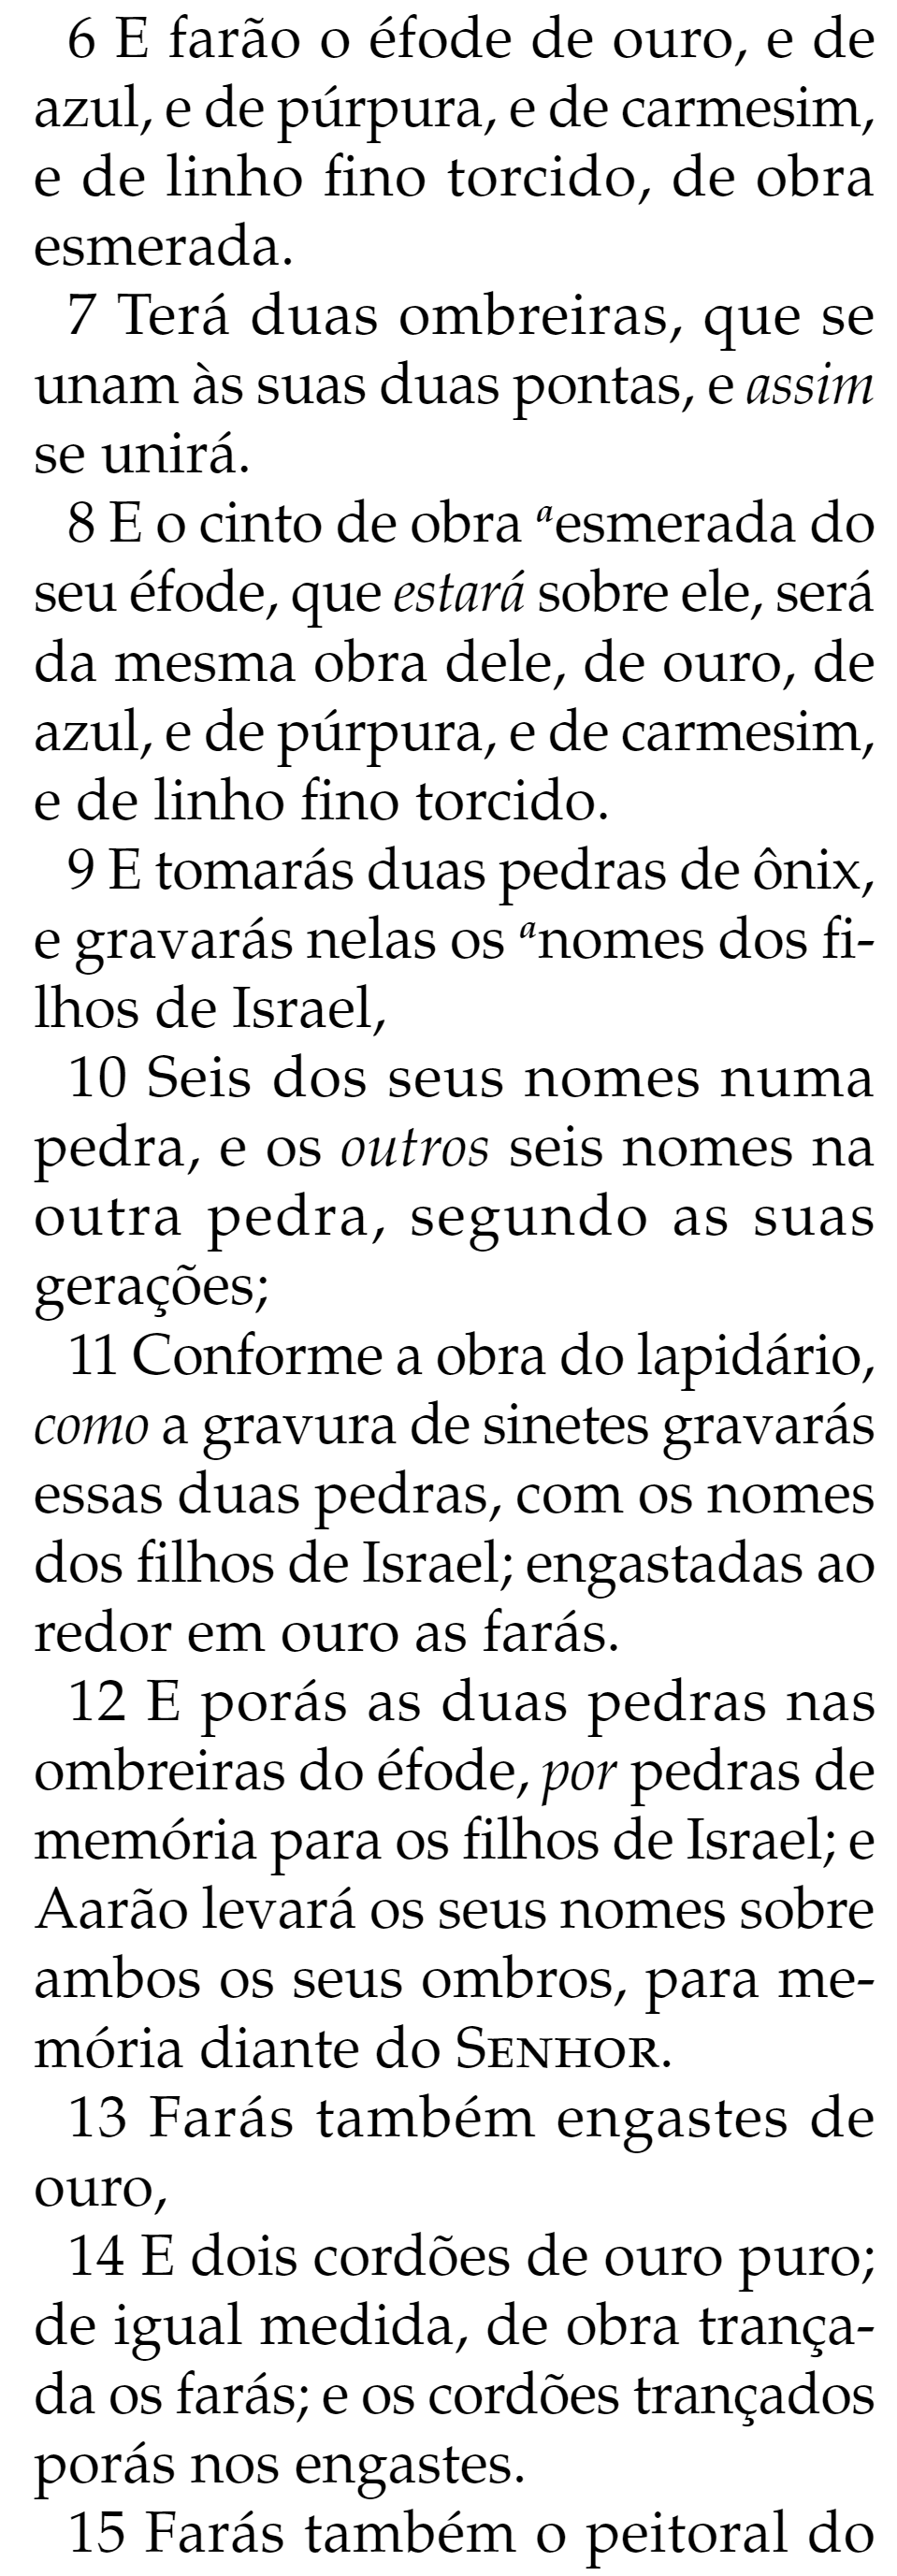 6 E farão o éfode de ouro, e de
azul, e de púrpura, e de carmesim,
e de linho fino torcido, de obra
esmerada.
7 Terá duas ombreiras, que se
unam às suas duas pontas, e assim
se unirá.
8 E o cinto de obra ᵃesmerada do
seu éfode, que estará sobre ele, será
da mesma obra dele, de ouro, de
azul, e de púrpura, e de carmesim,
e de linho fino torcido.
9 E tomarás duas pedras de ônix,
e gravarás nelas os ᵃnomes dos fi-
lhos de Israel,
10 Seis dos seus nomes numa
pedra, e os outros seis nomes na
outra pedra, segundo as suas
gerações;
11 Conforme a obra do lapidário,
como a gravura de sinetes gravarás
essas duas pedras, com os nomes
dos filhos de Israel; engastadas ao
redor em ouro as farás.
12 E porás as duas pedras nas
ombreiras do éfode, por pedras de
memória para os filhos de Israel; e
Aarão levará os seus nomes sobre
ambos os seus ombros, para me-
mória diante do SENHOR.
13 Farás também engastes de
ouro,
14 E dois cordões de ouro puro;
de igual medida, de obra trança-
da os farás; e os cordões trançados
porás nos engastes.
15 Farás também o peitoral do